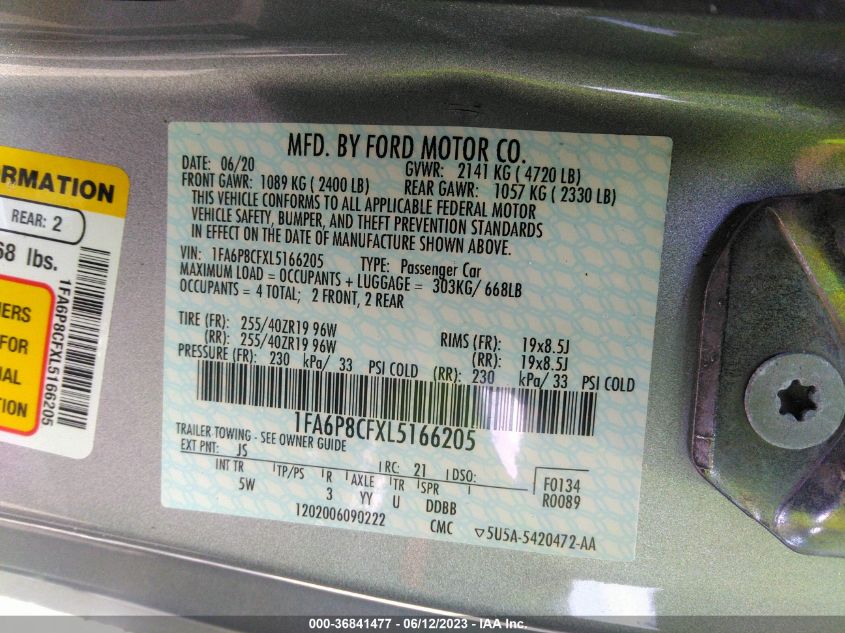 MFD. BY FORD MOTOR CO.
DATE: 06/20 GVWR: 2141 KG ( 4720 LB)
FRONT GAWR: 1089 KG ( 2400 LB) REAR GAWR: 1057 KG ( 2330 LB)
THIS VEHICLE CONFORMS TO ALL APPLICABLE FEDERAL MOTOR
VEHICLE SAFETY, BUMPER, AND THEFT PREVENTION STANDARDS
IN EFFECT ON THE DATE OF MANUFACTURE SHOWN ABOVE.
VIN: 1FA6P8CFXL5166205 TYPE: Passenger Car
MAXIMUM LOAD = OCCUPANTS + LUGGAGE = 303KG/ 668LB
OCCUPANTS = 4 TOTAL; 2 FRONT, 2 REAR
TIRE (FR): 255/40ZR19 96W RIMS (FR): 19x8.5J
(RR): 255/40ZR19 96W (RR): 19x8.5J
PRESSURE (FR): 230 kPa/ 33 PSI COLD (RR): 230 kPa/ 33 PSI COLD
1FA6P8CFXL5166205
TRAILER TOWING - SEE OWNER GUIDE
EXT PNT: JS RC: 21 DSO: F0134
INT TR TP/PS R AXLE TR SPR R0089
5W 3 YY U DDBB
1202006090222 CMC ▽5U5A-5420472-AA
ORMATION
REAR: 2
68 lbs.
NERS
FOR
IAL
TION
1FA6P8CFXL5166205
000-36841477 - 06/12/2023 - IAA Inc.